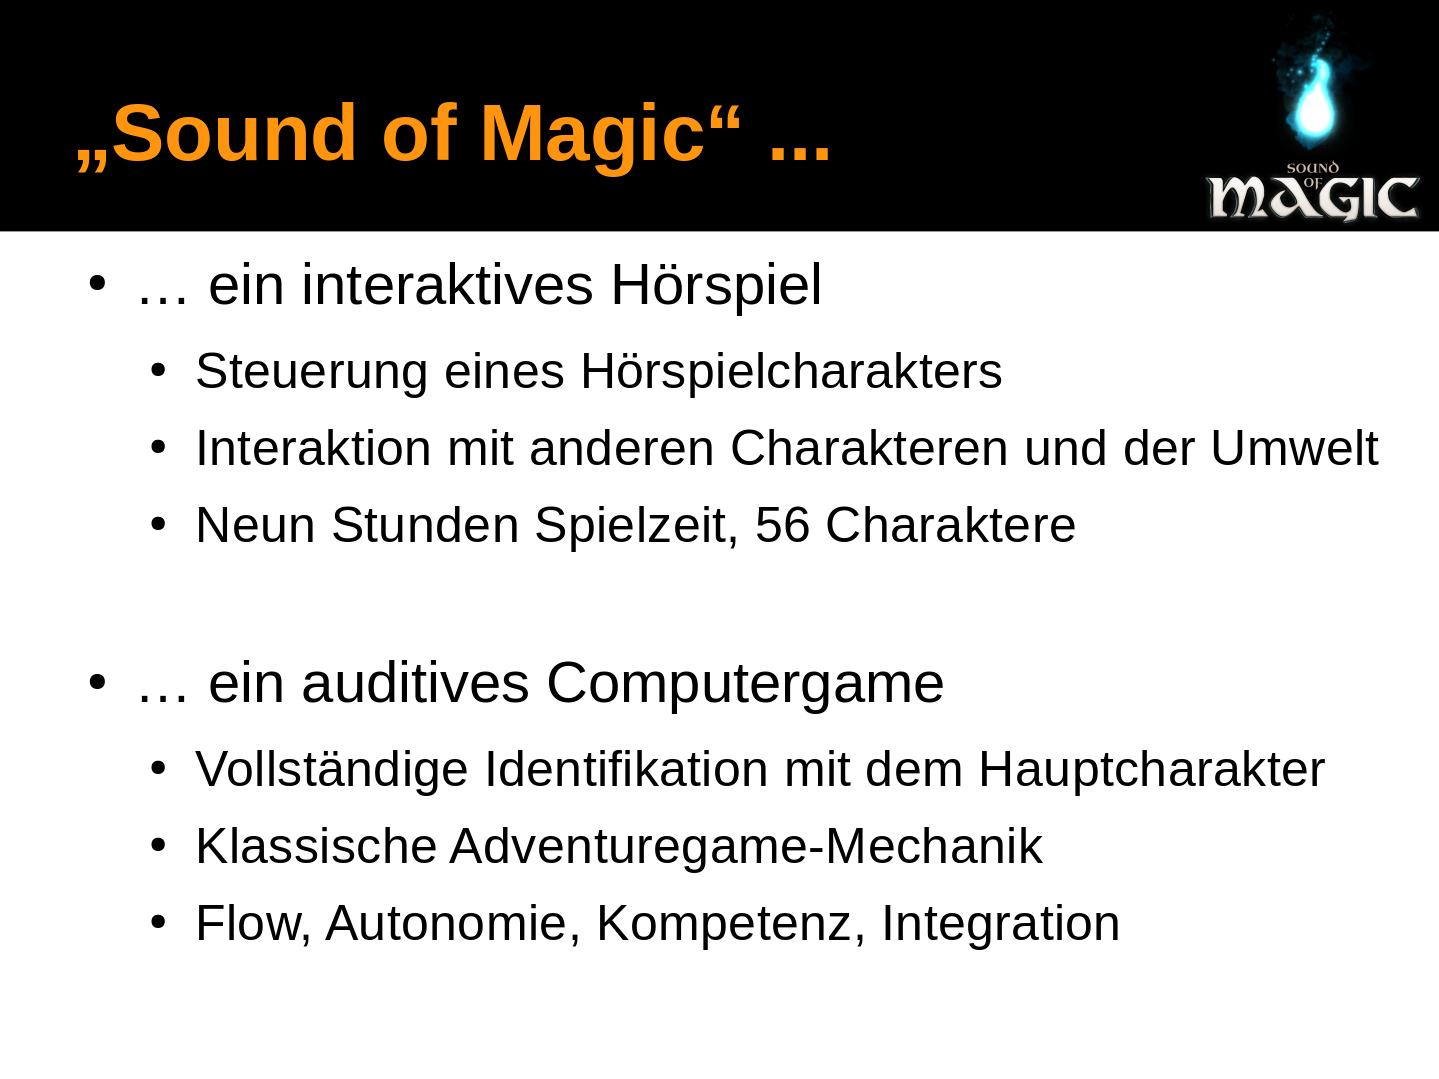 „Sound of Magic“ ...
SOUND
OF
MAGIC
• … ein interaktives Hörspiel
• Steuerung eines Hörspielcharakters
• Interaktion mit anderen Charakteren und der Umwelt
• Neun Stunden Spielzeit, 56 Charaktere
• … ein auditives Computergame
• Vollständige Identifikation mit dem Hauptcharakter
• Klassische Adventuregame-Mechanik
• Flow, Autonomie, Kompetenz, Integration